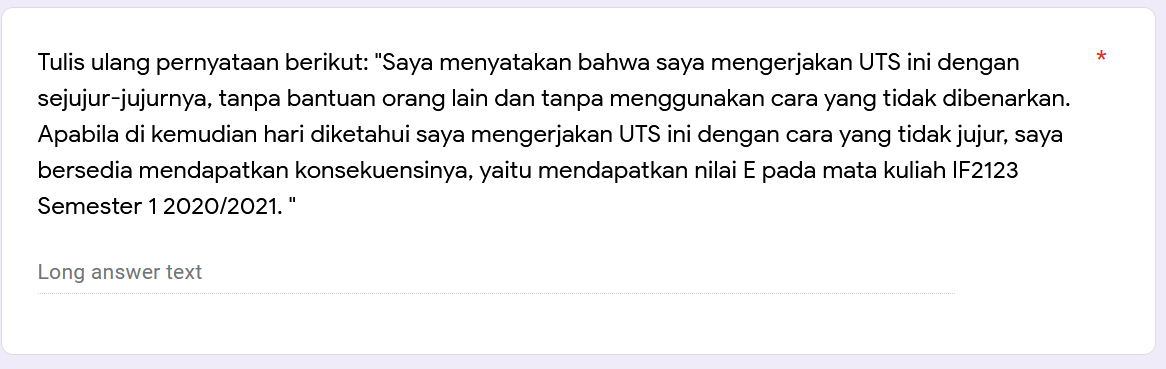 Tulis ulang pernyataan berikut: "Saya menyatakan bahwa saya mengerjakan UTS ini dengan *
sejujur-jujurnya, tanpa bantuan orang lain dan tanpa menggunakan cara yang tidak dibenarkan.
Apabila di kemudian hari diketahui saya mengerjakan UTS ini dengan cara yang tidak jujur, saya
bersedia mendapatkan konsekuensinya, yaitu mendapatkan nilai E pada mata kuliah IF2123
Semester 1 2020/2021. "
Long answer text